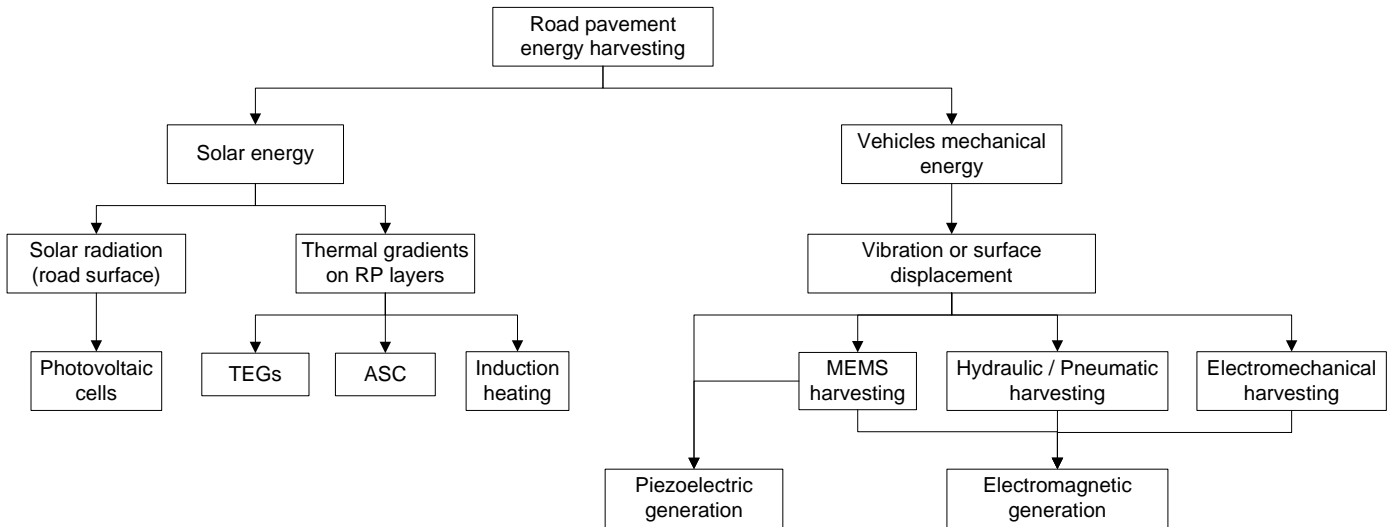 Road pavement
energy harvesting
Solar energy
Vehicles mechanical
energy
Solar radiation
(road surface)
Thermal gradients
on RP layers
Vibration or surface
displacement
Photovoltaic
cells
TEGs
ASC
Induction
heating
MEMS
harvesting
Hydraulic / Pneumatic
harvesting
Electromechanical
harvesting
Piezoelectric
generation
Electromagnetic
generation